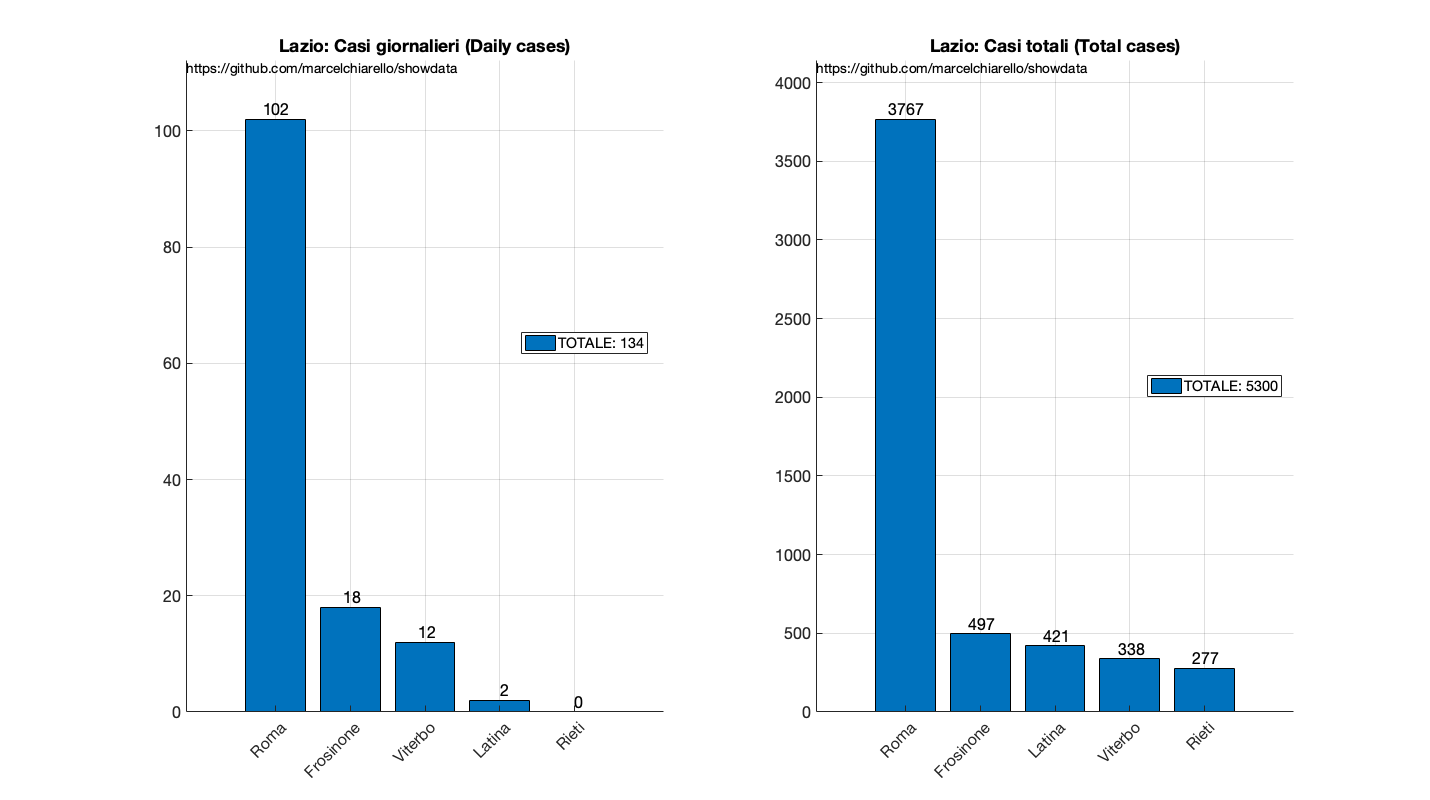 Lazio: Casi giornalieri (Daily cases)
https://github.com/marcelchiarello/showdata
100
80
60
40
20
0
102
18
12
2
0
TOTALE: 134
Roma
Frosinone
Viterbo
Latina
Rieti
Lazio: Casi totali (Total cases)
https://github.com/marcelchiarello/showdata
4000
3500
3000
2500
2000
1500
1000
500
0
3767
497
421
338
277
TOTALE: 5300
Roma
Frosinone
Latina
Viterbo
Rieti